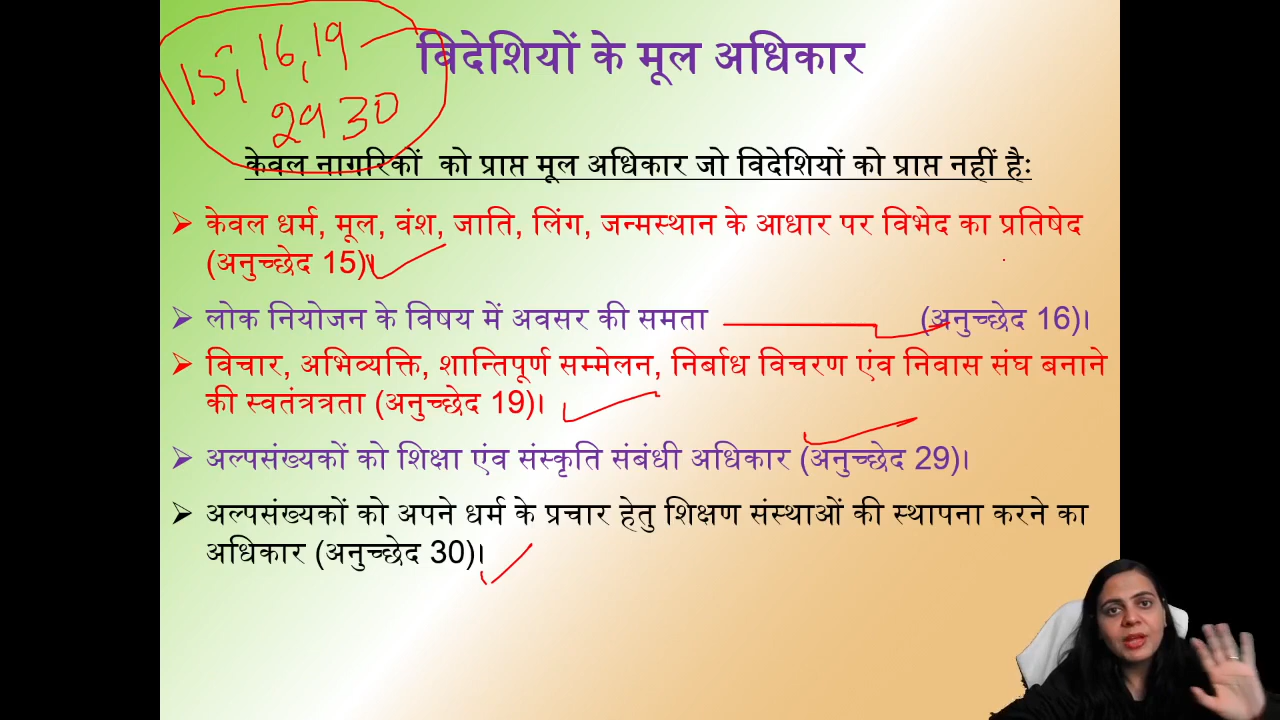 15, 16, 19
29 30
विदेशियों के मूल अधिकार
केवल नागरिकों को प्राप्त मूल अधिकार जो विदेशियों को प्राप्त नहीं हैः
➢ केवल धर्म, मूल, वंश, जाति, लिंग, जन्मस्थान के आधार पर विभेद का प्रतिषेद
(अनुच्छेद 15)
➢ लोक नियोजन के विषय में अवसर की समता (अनुच्छेद 16)।
➢ विचार, अभिव्यक्ति, शान्तिपूर्ण सम्मेलन, निर्बाध विचरण एंव निवास संघ बनाने
की स्वतंत्रत्रता (अनुच्छेद 19)।
➢ अल्पसंख्यकों को शिक्षा एंव संस्कृति संबंधी अधिकार (अनुच्छेद 29)।
➢ अल्पसंख्यकों को अपने धर्म के प्रचार हेतु शिक्षण संस्थाओं की स्थापना करने का
अधिकार (अनुच्छेद 30)।